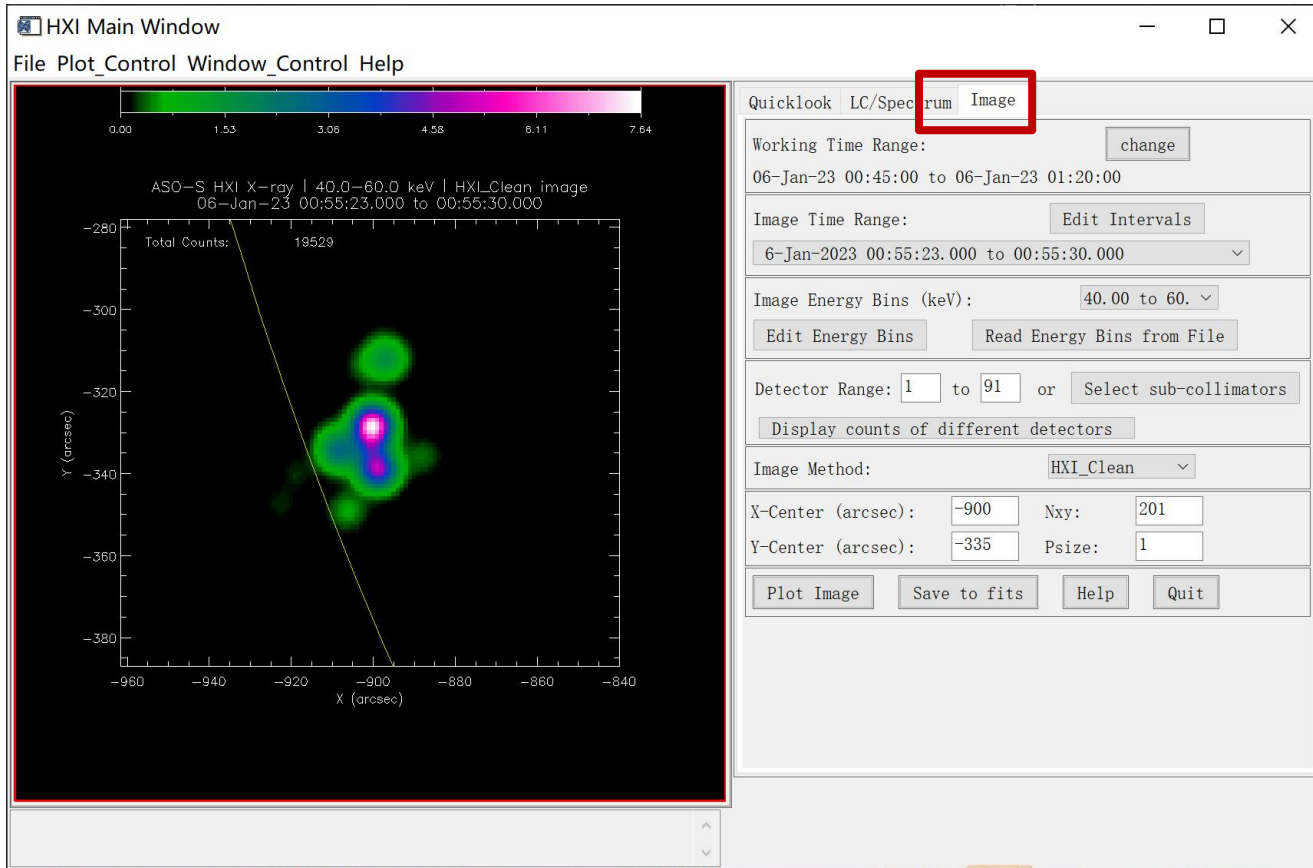 HXI Main Window
File Plot_Control Window_Control Help
0.00 1.53 3.06 4.58 6.11 7.64
ASO-S HXI X-ray | 40.0-60.0 keV | HXI_Clean image
06-Jan-23 00:55:23.000 to 00:55:30.000
Total Counts: 19529
-280
-300
-320
-340
-360
-380
Y (arcsec)
-960 -940 -920 -900 -880 -860 -840
X (arcsec)
Quicklook LC/Spectrum Image
Working Time Range: change
06-Jan-23 00:45:00 to 06-Jan-23 01:20:00
Image Time Range: Edit Intervals
6-Jan-2023 00:55:23.000 to 00:55:30.000
Image Energy Bins (keV): 40.00 to 60.
Edit Energy Bins Read Energy Bins from File
Detector Range: 1 to 91 or Select sub-collimators
Display counts of different detectors
Image Method: HXI_Clean
X-Center (arcsec): -900 Nxy: 201
Y-Center (arcsec): -335 Psize: 1
Plot Image Save to fits Help Quit